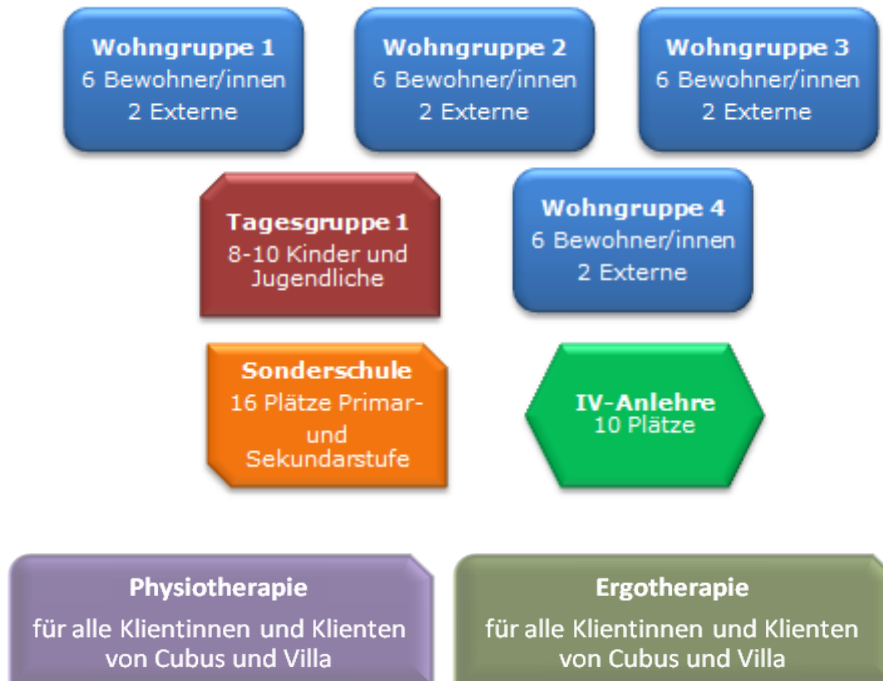 Wohngruppe 1
6 Bewohner/innen
2 Externe
Wohngruppe 2
6 Bewohner/innen
2 Externe
Wohngruppe 3
6 Bewohner/innen
2 Externe
Tagesgruppe 1
8-10 Kinder und
Jugendliche
Wohngruppe 4
6 Bewohner/innen
2 Externe
Sonderschule
16 Plätze Primar-
und
Sekundarstufe
IV-Anlehre
10 Plätze
Physiotherapie
für alle Klientinnen und Klienten
von Cubus und Villa
Ergotherapie
für alle Klientinnen und Klienten
von Cubus und Villa